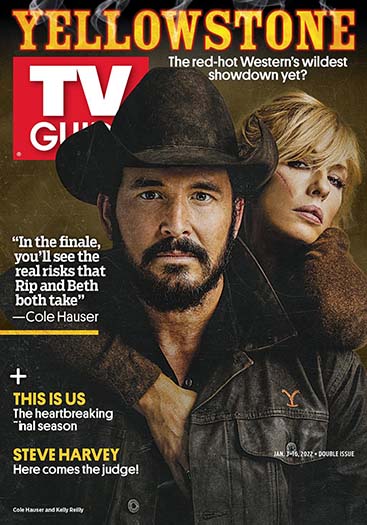 YELLOWSTONE
The red-hot Western's wildest
showdown yet?
TV
GUI
®
“In the finale,
you’ll see the
real risks that
Rip and Beth
both take”
—Cole Hauser
+
THIS IS US
The heartbreaking
final season
STEVE HARVEY
Here comes the judge!
JAN. 3–16, 2022 • DOUBLE ISSUE
Cole Hauser and Kelly Reilly